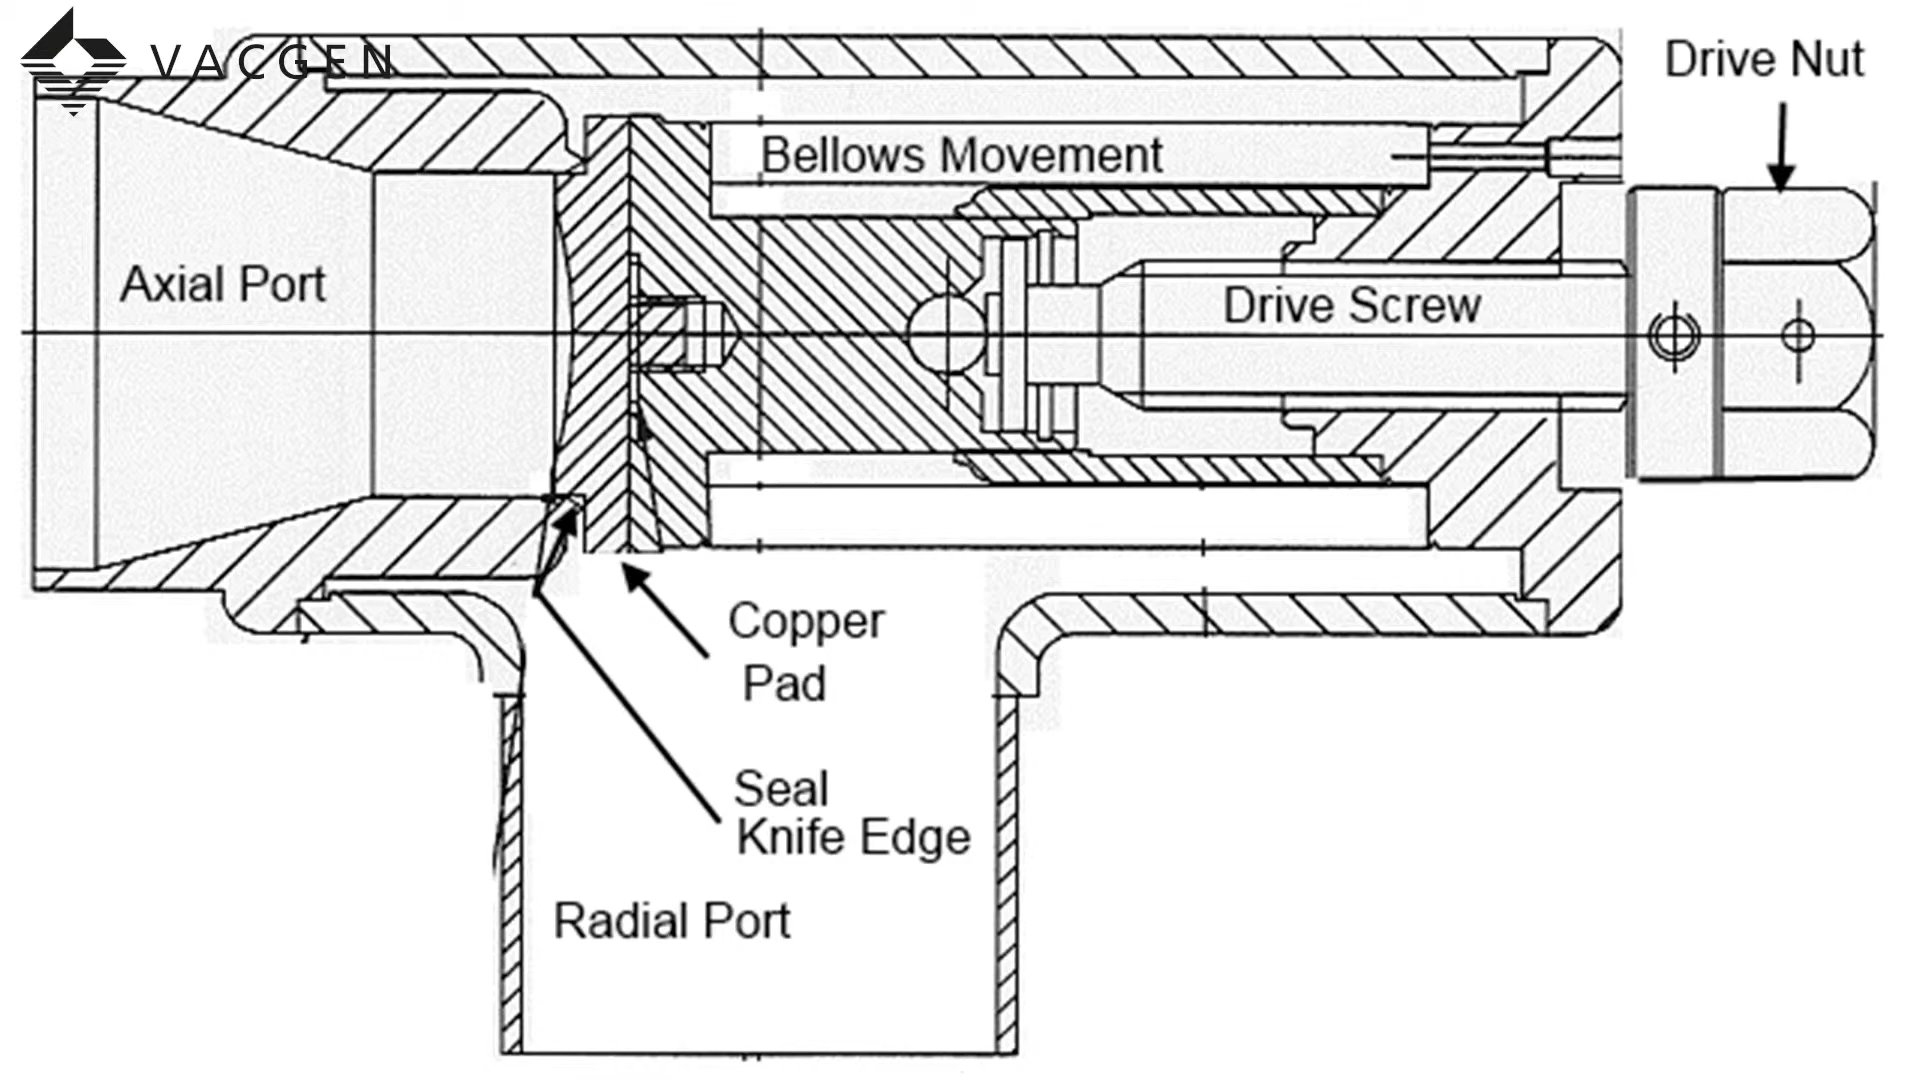 VACGEN
Drive Nut
Bellows Movement
Axial Port
Drive Screw
Copper
Pad
Seal
Knife Edge
Radial Port